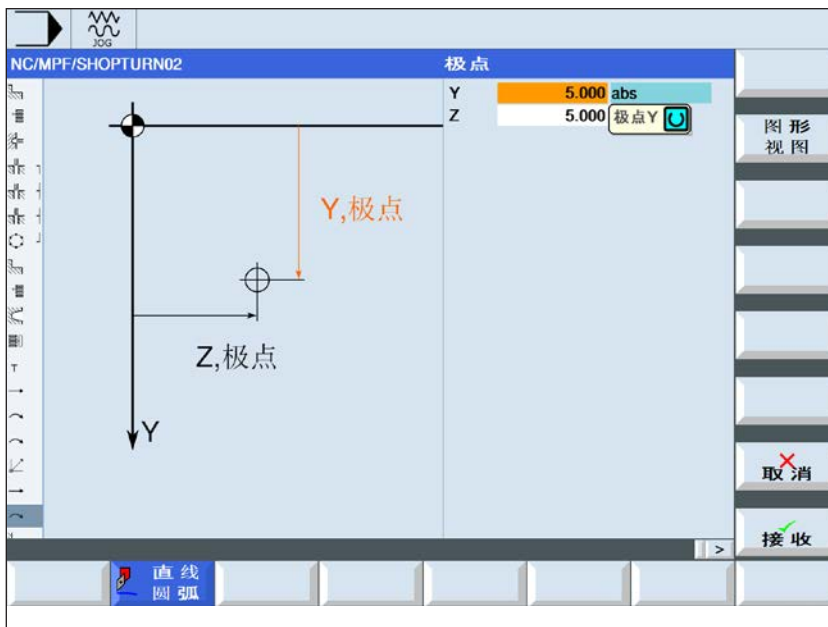 JOG
NC/MPF/SHOPTURN02
极点
Y 5.000 abs
Z 5.000 极点Y
图形
视图
Y,极点
Z,极点
T
Y
取消
接收
>
直线
圆弧